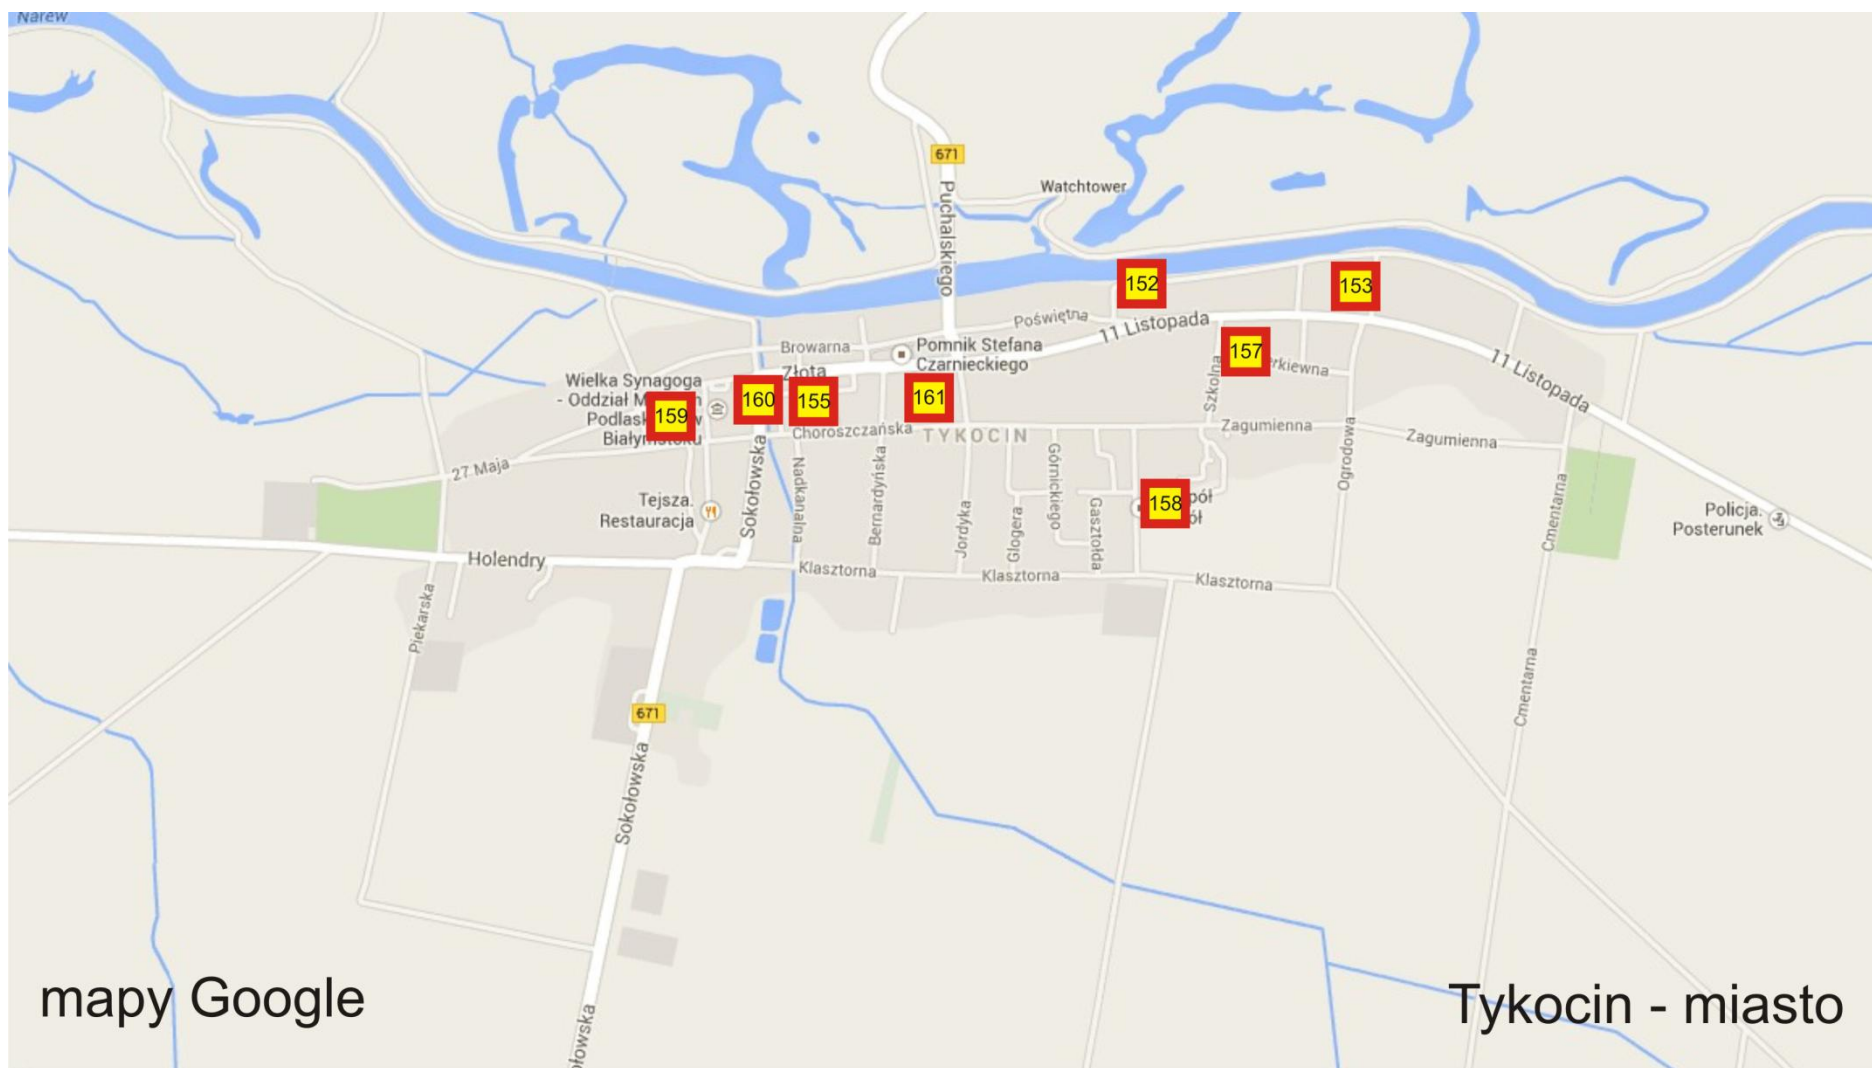 Narew
671
Puchalskiego
Watchtower
152
153
Poświętna
11 Listopada
Browarna
Pomnik Stefana
Czarnieckiego
157
11 Listopada
Złota
Wielka Synagoga
- Oddział
Podlask
159
160
155
161
Szkolna
Choroszczańska
TYKOCIN
Zagumienna
Zagumienna
27 Maja
Sokołowska
Nadkanalna
Bernardyńska
Jordyka
Glogera
Górnickiego
Gasztołda
Ogrodowa
Cmentarna
158
Tejsza.
Restauracja
Policja.
Posterunek
Holendry
Klasztorna
Klasztorna
Klasztorna
Piekarska
Cmentarna
671
Sokołowska
mapy Google
Tykocin - miasto